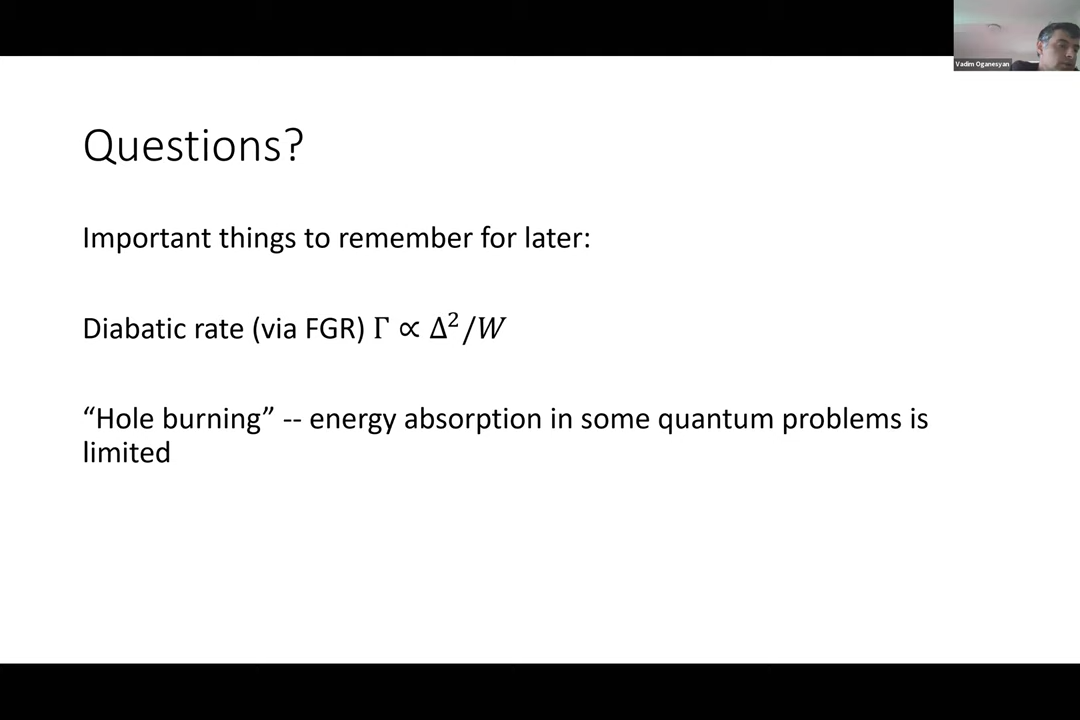 Vadim Oganesyan
Questions?
Important things to remember for later:
Diabatic rate (via FGR) Γ ∝ Δ²/W
“Hole burning” -- energy absorption in some quantum problems is
limited